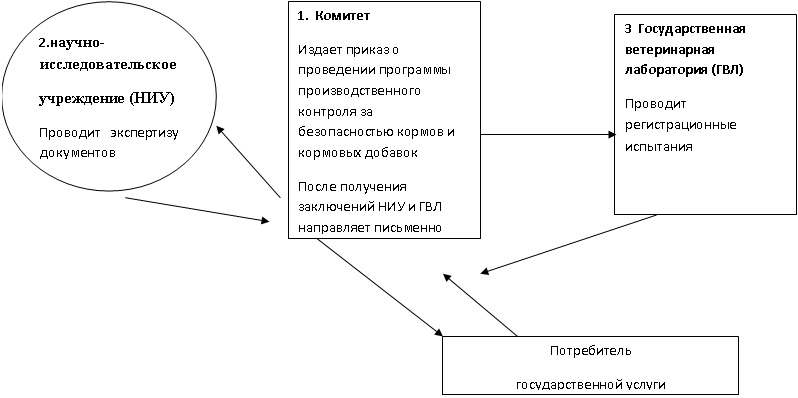 2.научно-
исследовательское
учреждение (НИУ)
Проводит экспертизу
документов
1. Комитет
Издает приказ о
проведении программы
производственного
контроля за
безопасностью кормов и
кормовых добавок
После получения
заключений НИУ и ГВЛ
направляет письменно
3 Государственная
ветеринарная
лаборатория (ГВЛ)
Проводит
регистрационные
испытания
Потребитель
государственной услуги